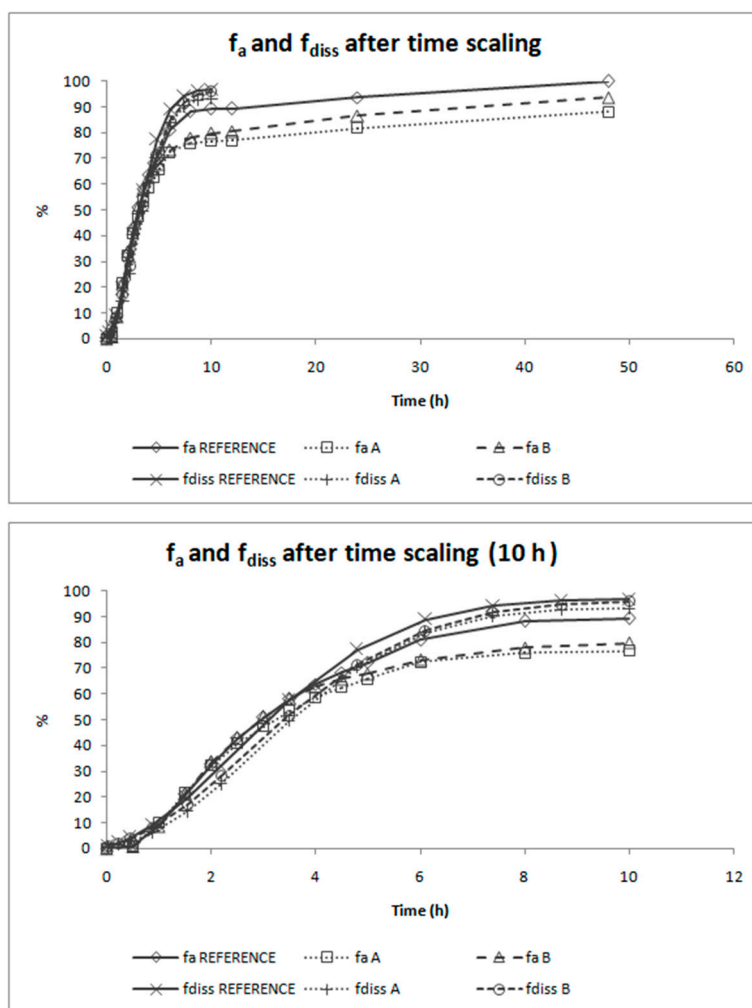 fa and fdiss after time scaling
100
90
80
70
60
50
40
30
20
10
0
%
0 10 20 30 40 50 60
Time (h)
fa REFERENCE fa A fa B
fdiss REFERENCE fdiss A fdiss B
fa and fdiss after time scaling (10 h)
100
90
80
70
60
50
40
30
20
10
0
%
0 2 4 6 8 10 12
Time (h)
fa REFERENCE fa A fa B
fdiss REFERENCE fdiss A fdiss B